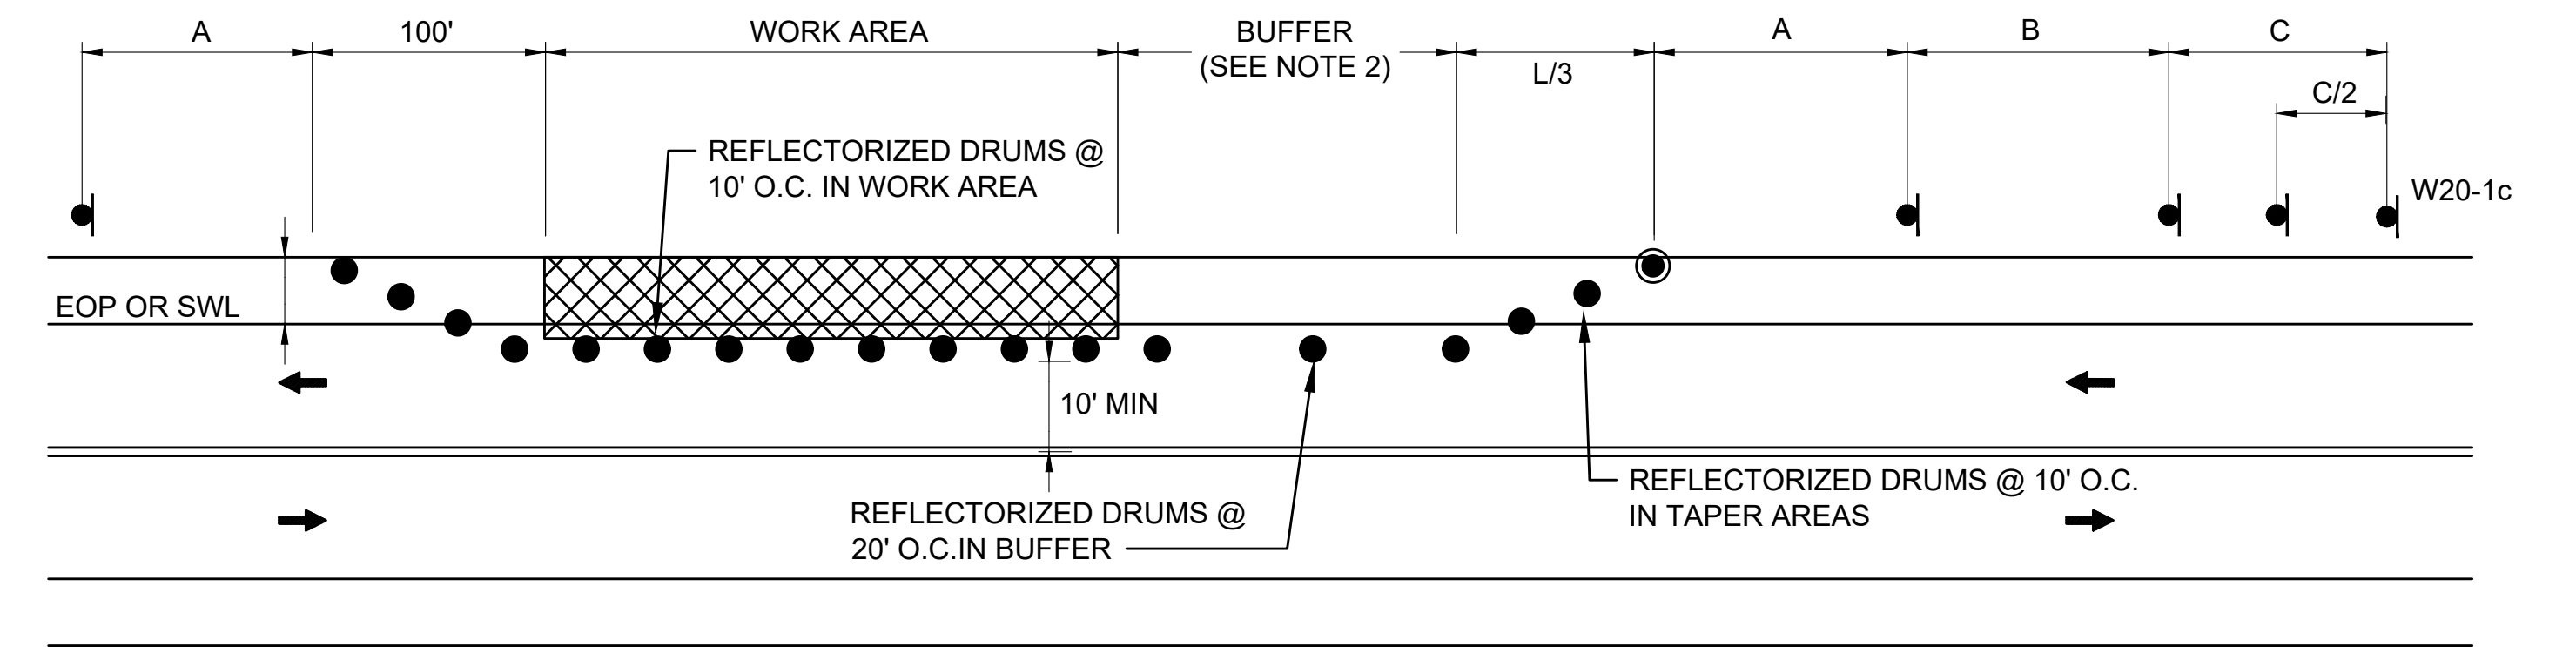 A
100'
WORK AREA
BUFFER
(SEE NOTE 2)
L/3
A
B
C
C/2
REFLECTORIZED DRUMS @
10' O.C. IN WORK AREA
W20-1c
EOP OR SWL
10' MIN
REFLECTORIZED DRUMS @ 10' O.C.
IN TAPER AREAS
REFLECTORIZED DRUMS @
20' O.C.IN BUFFER